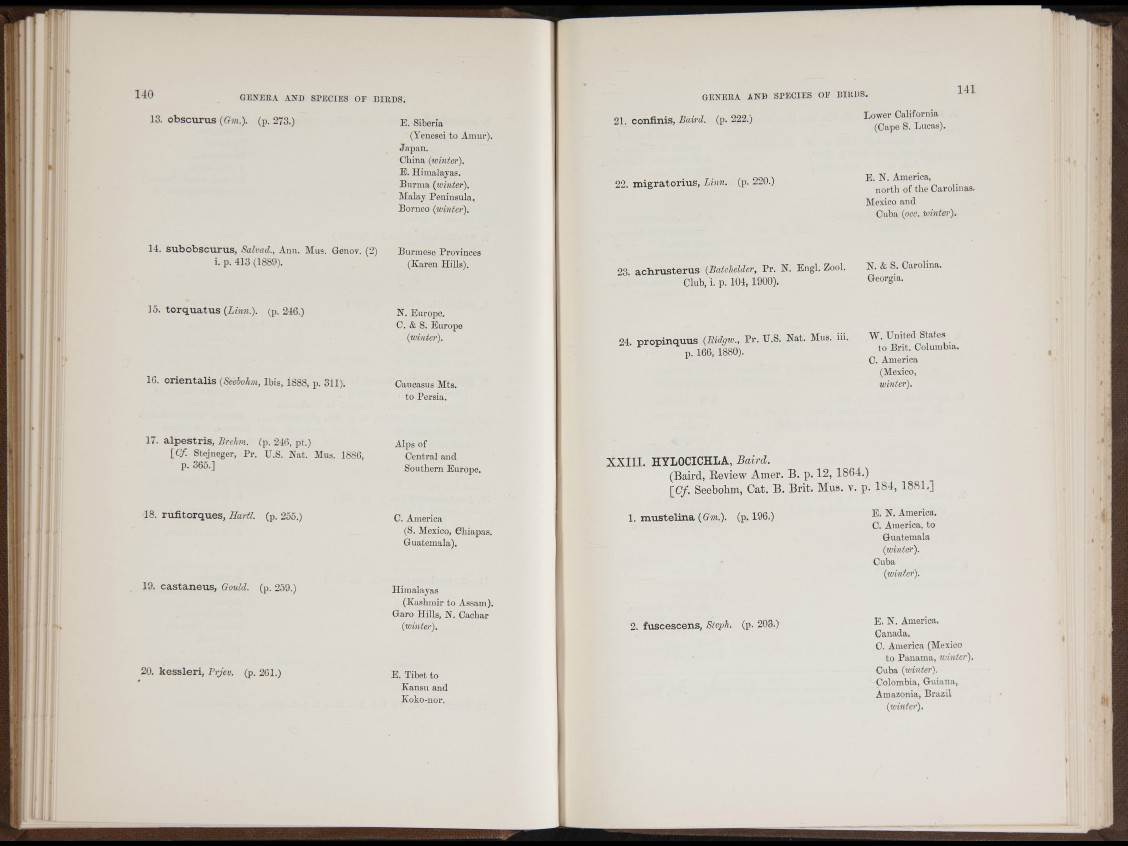 140
GENERA AND SPECIES OF BIRDS.
13. obscurus (Gm.). (p. 273.)
E. Siberia
(Yenesei to Amur).
Japan.
China (winter).
E. Himalayas.
Burma (winter).
Malay Peninsula,
Borneo (winter).
14. subobscurus, Salvad., Ann. Mus. Genov. (2)
i. p. 413 (1889).
Burmese Provinces
(Karen Hills).
15. torquatus (Linn.). (p. 246.)
N. Europe.
C. & S. Europe
(winter).
16. orientalis (Seebohm, Ibis, 1888, p. 311).
Caucasus Mts.
to Persia.
17. alpestris, Brehm. (p. 246, pt.)
[Cf. Stejneger, Pr. U.S. Nat. Mus. 1886,
p. 365.]
Alps of
Central and
Southern Europe.
18. rufitorques, Hartl. (p. 255.)
C. America
(S. Mexico, Chiapas,
Guatemala).
19. castaneus, Gould. (p. 259.)
Himalayas
(Kashmir to Assam).
Garo Hills, N. Cachar
(winter).
20. kessleri, Prjev. (p. 261.)
E. Tibet to
Kansu and
Koko-nor.
GENERA AND SPECIES OF BIRDS.
141
21. confinis, Baird. (p. 222.)
Lower California
(Cape S. Lucas).
22. migratorius, Linn. (p. 220.)
E. N. America,
north of the Carolinas.
Mexico and
Cuba (occ. winter).
23. achrusterus (Batchelder, Pr. N. Engl. Zool.
Club, i. p. 104, 1900).
N. & S. Carolina.
Georgia.
24. propinquus (Ridgw., Pr. U.S. Nat. Mus. iii.
p. 166, 1880).
W. United States
to Brit. Columbia.
C. America
(Mexico,
winter).
XXIII. HYLOCICHLA, Baird.
(Baird, Review Amer. B. p. 12, 1864.)
[Cf. Seebohm, Cat. B. Brit. Mus. v. p. 184, 1881.]
1. mustelina (Gm.). (p. 196.)
E. N. America.
C. America, to
Guatemala
(winter).
Cuba
(winter).
2. fuscescens, Steph. (p. 203.)
E. N. America.
Canada.
C. America (Mexico
to Panama, winter).
Cuba (winter).
Colombia, Guiana,
Amazonia, Brazil
(winter).